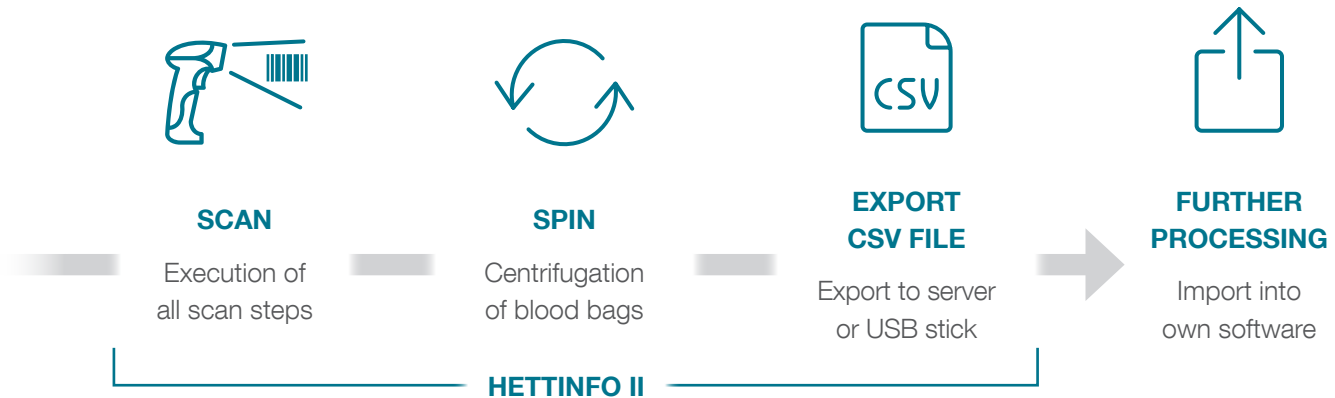 CSV
SCAN
Execution of
all scan steps
SPIN
Centrifugation
of blood bags
EXPORT
CSV FILE
Export to server
or USB stick
FURTHER
PROCESSING
Import into
own software
HETTINFO II